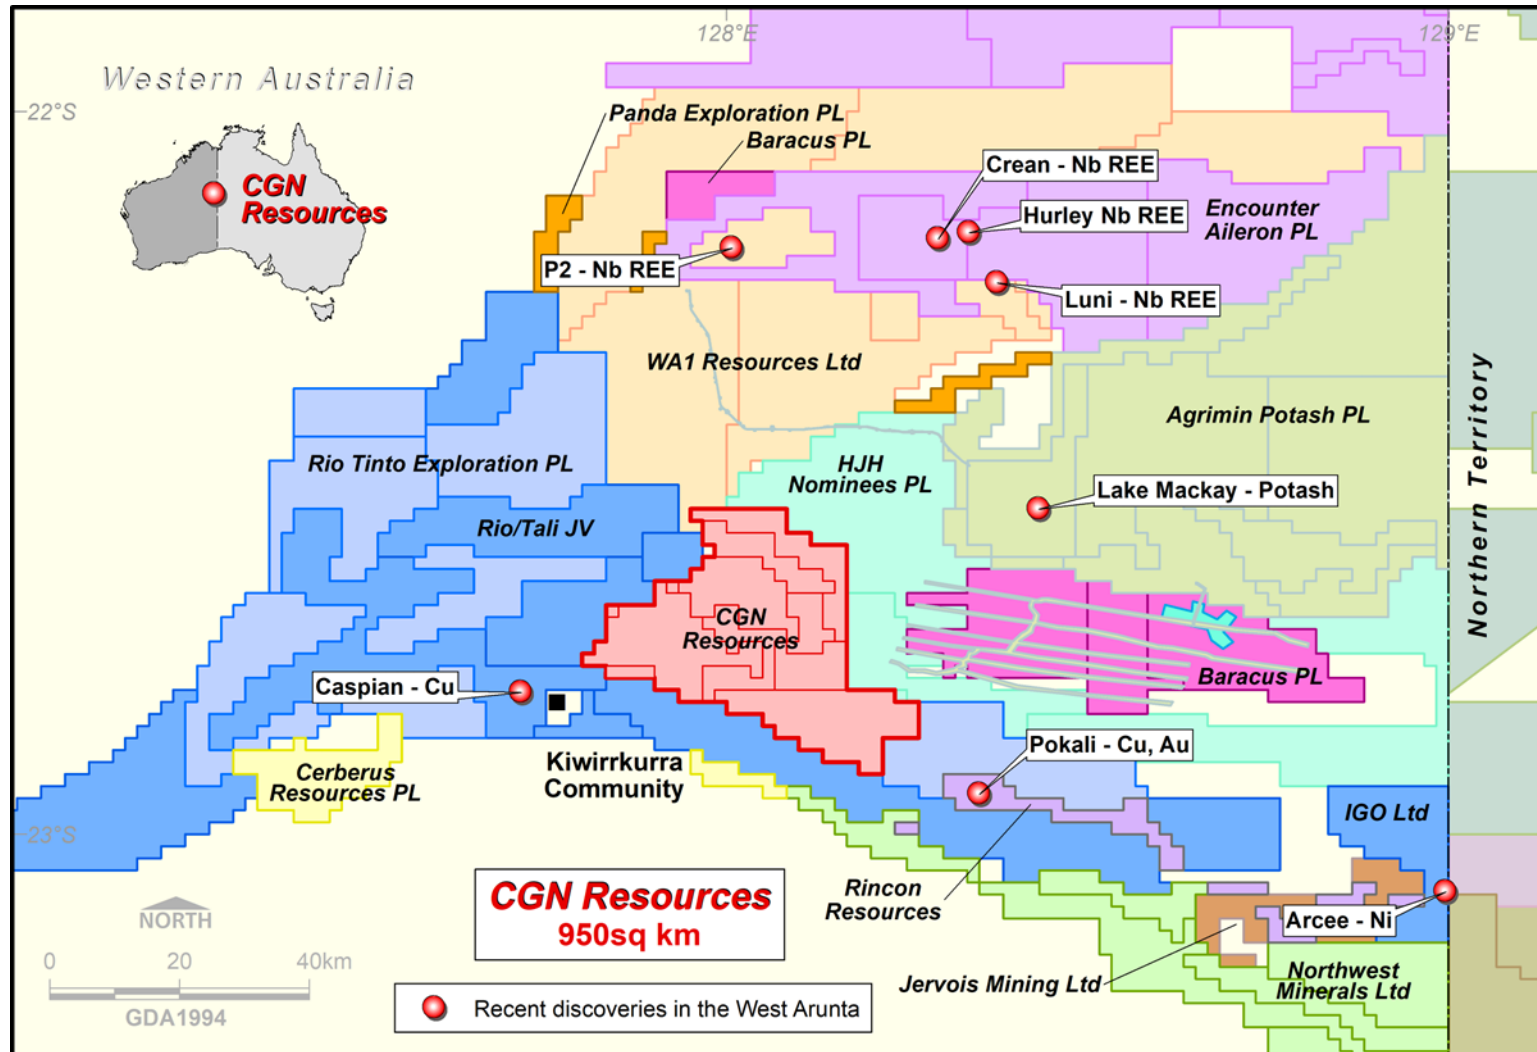 128°E
129°E
Western Australia
22°S
Panda Exploration PL
Baracus PL
Crean - Nb REE
CGN
Resources
Hurley Nb REE
Encounter
Aileron PL
P2 - Nb REE
Luni - Nb REE
WA1 Resources Ltd
Northern Territory
Agrimin Potash PL
Rio Tinto Exploration PL
HJH
Nominees PL
Lake Mackay - Potash
Rio/Tali JV
CGN
Resources
Caspian - Cu
Baracus PL
Kiwirrkurra
Community
Pokali - Cu, Au
Cerberus
Resources PL
23°S
IGO Ltd
CGN Resources
950sq km
Rincon
Resources
NORTH
Arcee - Ni
0 20 40km
GDA1994
Jervois Mining Ltd
Northwest
Minerals Ltd
Recent discoveries in the West Arunta